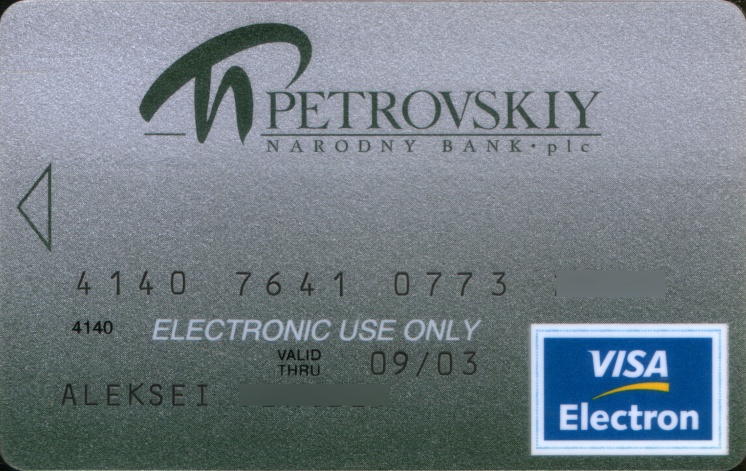 PETROVSKIY
NARODNY BANK · plc
4140 7641 0773
4140 ELECTRONIC USE ONLY
VALID THRU 09/03
ALEKSEI
VISA
Electron